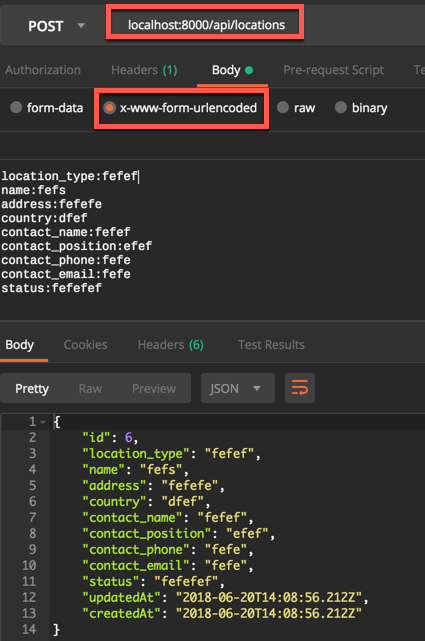 POST localhost:8000/api/locations
Authorization Headers (1) Body Pre-request Script Te
form-data x-www-form-urlencoded raw binary
location_type:fefef
name:fefs
address:fefefe
country:dfef
contact_name:fefef
contact_position:efef
contact_phone:fefe
contact_email:fefe
status:fefefef
Body Cookies Headers (6) Test Results
Pretty Raw Preview JSON
1 {
2 "id": 6,
3 "location_type": "fefef",
4 "name": "fefs",
5 "address": "fefefe",
6 "country": "dfef",
7 "contact_name": "fefef",
8 "contact_position": "efef",
9 "contact_phone": "fefe",
10 "contact_email": "fefe",
11 "status": "fefefef",
12 "updatedAt": "2018-06-20T14:08:56.212Z",
13 "createdAt": "2018-06-20T14:08:56.212Z"
14 }